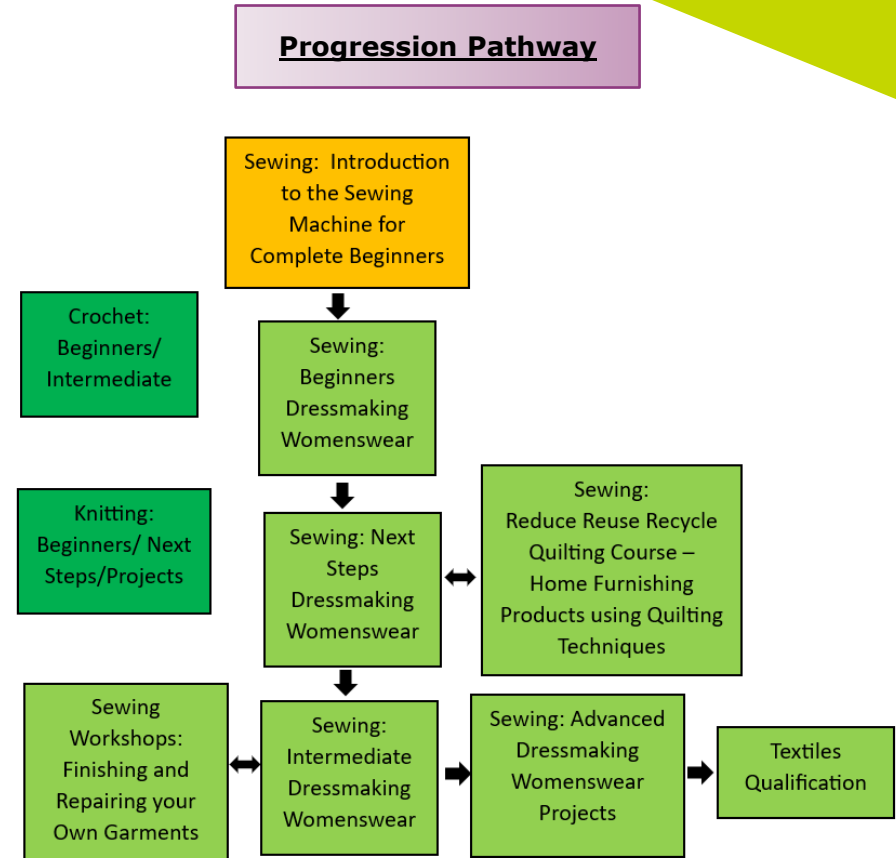 Progression Pathway
Sewing:  Introduction
to the Sewing
Machine for
Complete Beginners
Crochet:
Beginners/
Intermediate
Sewing:
Beginners
Dressmaking
Womenswear
Knitting:
Beginners/ Next
Steps/Projects
Sewing: Next
Steps
Dressmaking
Womenswear
Sewing:
Reduce Reuse Recycle
Quilting Course –
Home Furnishing
Products using Quilting
Techniques
Sewing
Workshops:
Finishing and
Repairing your
Own Garments
Sewing:
Intermediate
Dressmaking
Womenswear
Sewing: Advanced
Dressmaking
Womenswear
Projects
Textiles
Qualification